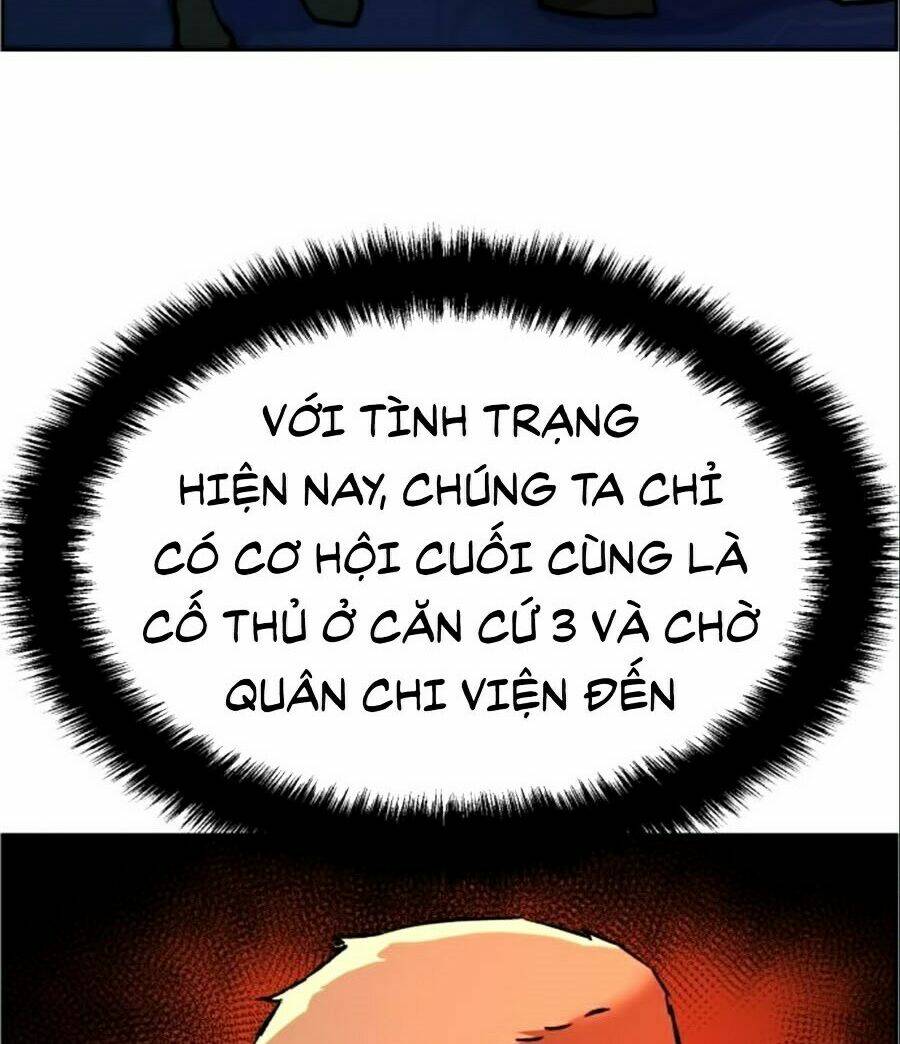 VỚI TÌNH TRẠNG
HIỆN NAY, CHÚNG TA CHỈ
CÓ CƠ HỘI CUỐI CÙNG LÀ
CỐ THỦ Ở CĂN CỨ 3 VÀ CHỜ
QUÂN CHI VIỆN ĐẾN